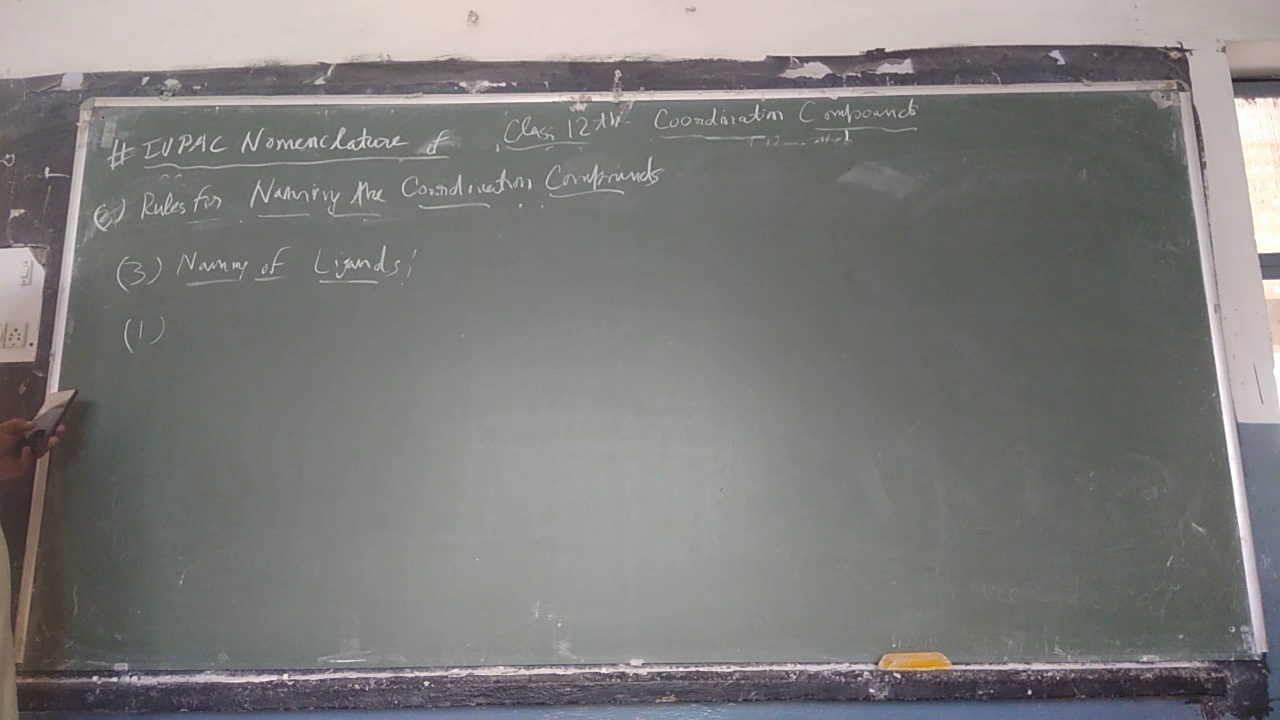 # IUPAC Nomenclature of
Class 12th Coordination Compounds
Rules for Naming the Coordination Compounds
(3) Naming of Ligands:
(1)